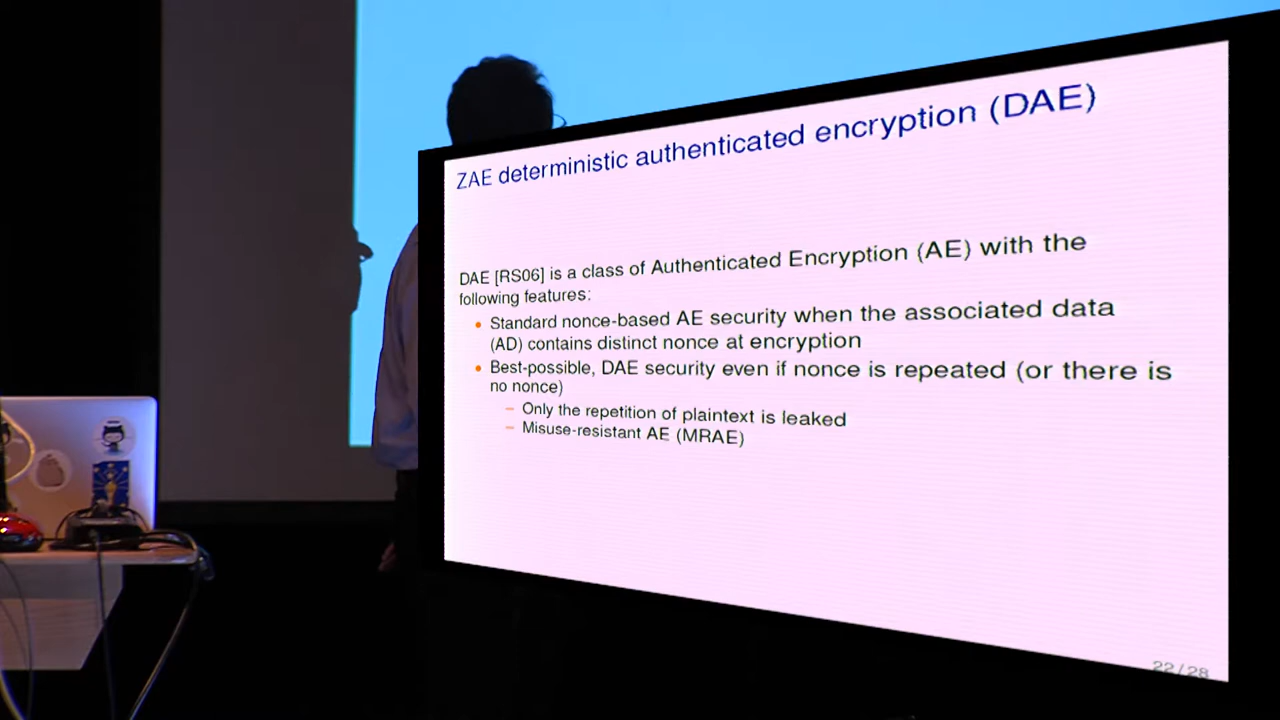 ZAE deterministic authenticated encryption (DAE)
DAE [RS06] is a class of Authenticated Encryption (AE) with the
following features:
• Standard nonce-based AE security when the associated data
(AD) contains distinct nonce at encryption
• Best-possible, DAE security even if nonce is repeated (or there is
no nonce)
– Only the repetition of plaintext is leaked
– Misuse-resistant AE (MRAE)
22/28